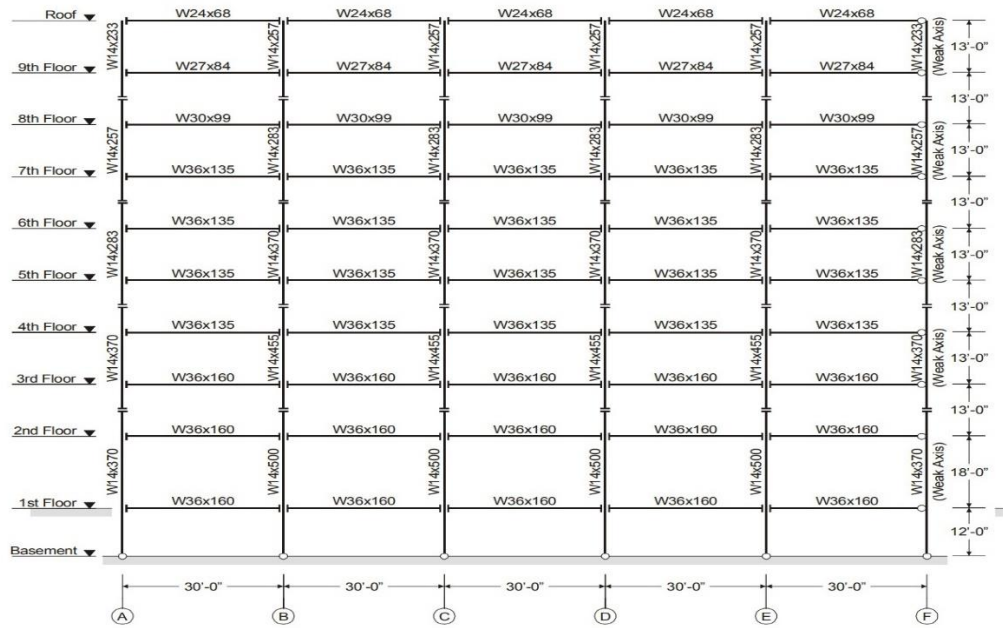 Roof W24x68 W24x68 W24x68 W24x68 W24x68
W14x233 W14x257 W14x257 W14x257 W14x257 W14x233 (Weak Axis) 13'-0"
9th Floor W27x84 W27x84 W27x84 W27x84 W27x84
13'-0"
8th Floor W30x99 W30x99 W30x99 W30x99 W30x99
W14x257 W14x283 W14x283 W14x283 W14x283 W14x257 (Weak Axis) 13'-0"
7th Floor W36x135 W36x135 W36x135 W36x135 W36x135
13'-0"
6th Floor W36x135 W36x135 W36x135 W36x135 W36x135
W14x283 W14x370 W14x370 W14x370 W14x370 W14x283 (Weak Axis) 13'-0"
5th Floor W36x135 W36x135 W36x135 W36x135 W36x135
13'-0"
4th Floor W36x135 W36x135 W36x135 W36x135 W36x135
W14x370 W14x455 W14x455 W14x455 W14x455 W14x370 (Weak Axis) 13'-0"
3rd Floor W36x160 W36x160 W36x160 W36x160 W36x160
13'-0"
2nd Floor W36x160 W36x160 W36x160 W36x160 W36x160
W14x370 W14x500 W14x500 W14x500 W14x500 W14x370 (Weak Axis) 18'-0"
1st Floor W36x160 W36x160 W36x160 W36x160 W36x160
12'-0"
Basement
30'-0" 30'-0" 30'-0" 30'-0" 30'-0"
A B C D E F